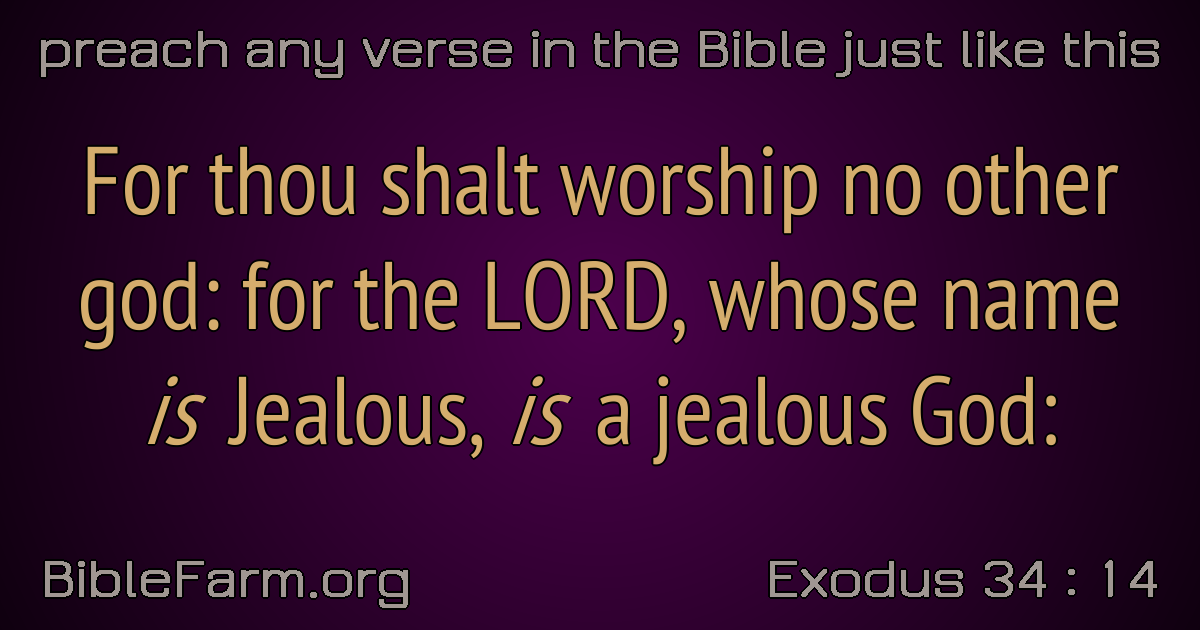 preach any verse in the Bible just like this
For thou shalt worship no other
god: for the LORD, whose name
is Jealous, is a jealous God:
BibleFarm.org
Exodus 34 : 14